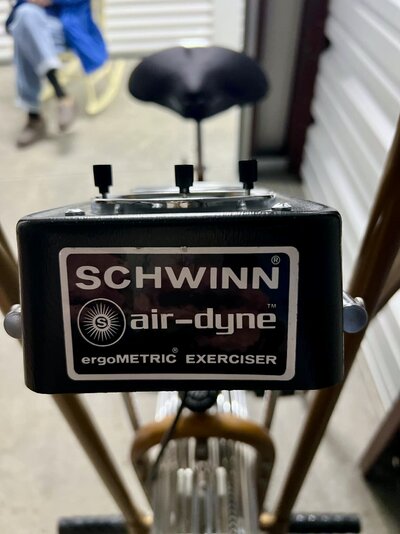 SCHWINN®
S air-dyne™
ergoMETRIC® EXERCISER